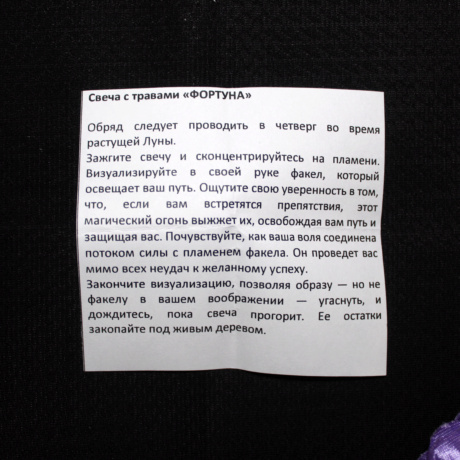 Свеча с травами «ФОРТУНА»
Обряд следует проводить в четверг во время
растущей Луны.
Зажгите свечу и сконцентрируйтесь на пламени.
Визуализируйте в своей руке факел, который
освещает ваш путь. Ощутите свою уверенность в том,
что, если вам встретятся препятствия, этот
магический огонь выжжет их, освобождая вам путь и
защищая вас. Почувствуйте, как ваша воля соединена
потоком силы с пламенем факела. Он проведет вас
мимо всех неудач к желанному успеху.
Закончите визуализацию, позволяя образу — но не
факелу в вашем воображении — угаснуть, и
дождитесь, пока свеча прогорит. Ее остатки
закопайте под живым деревом.